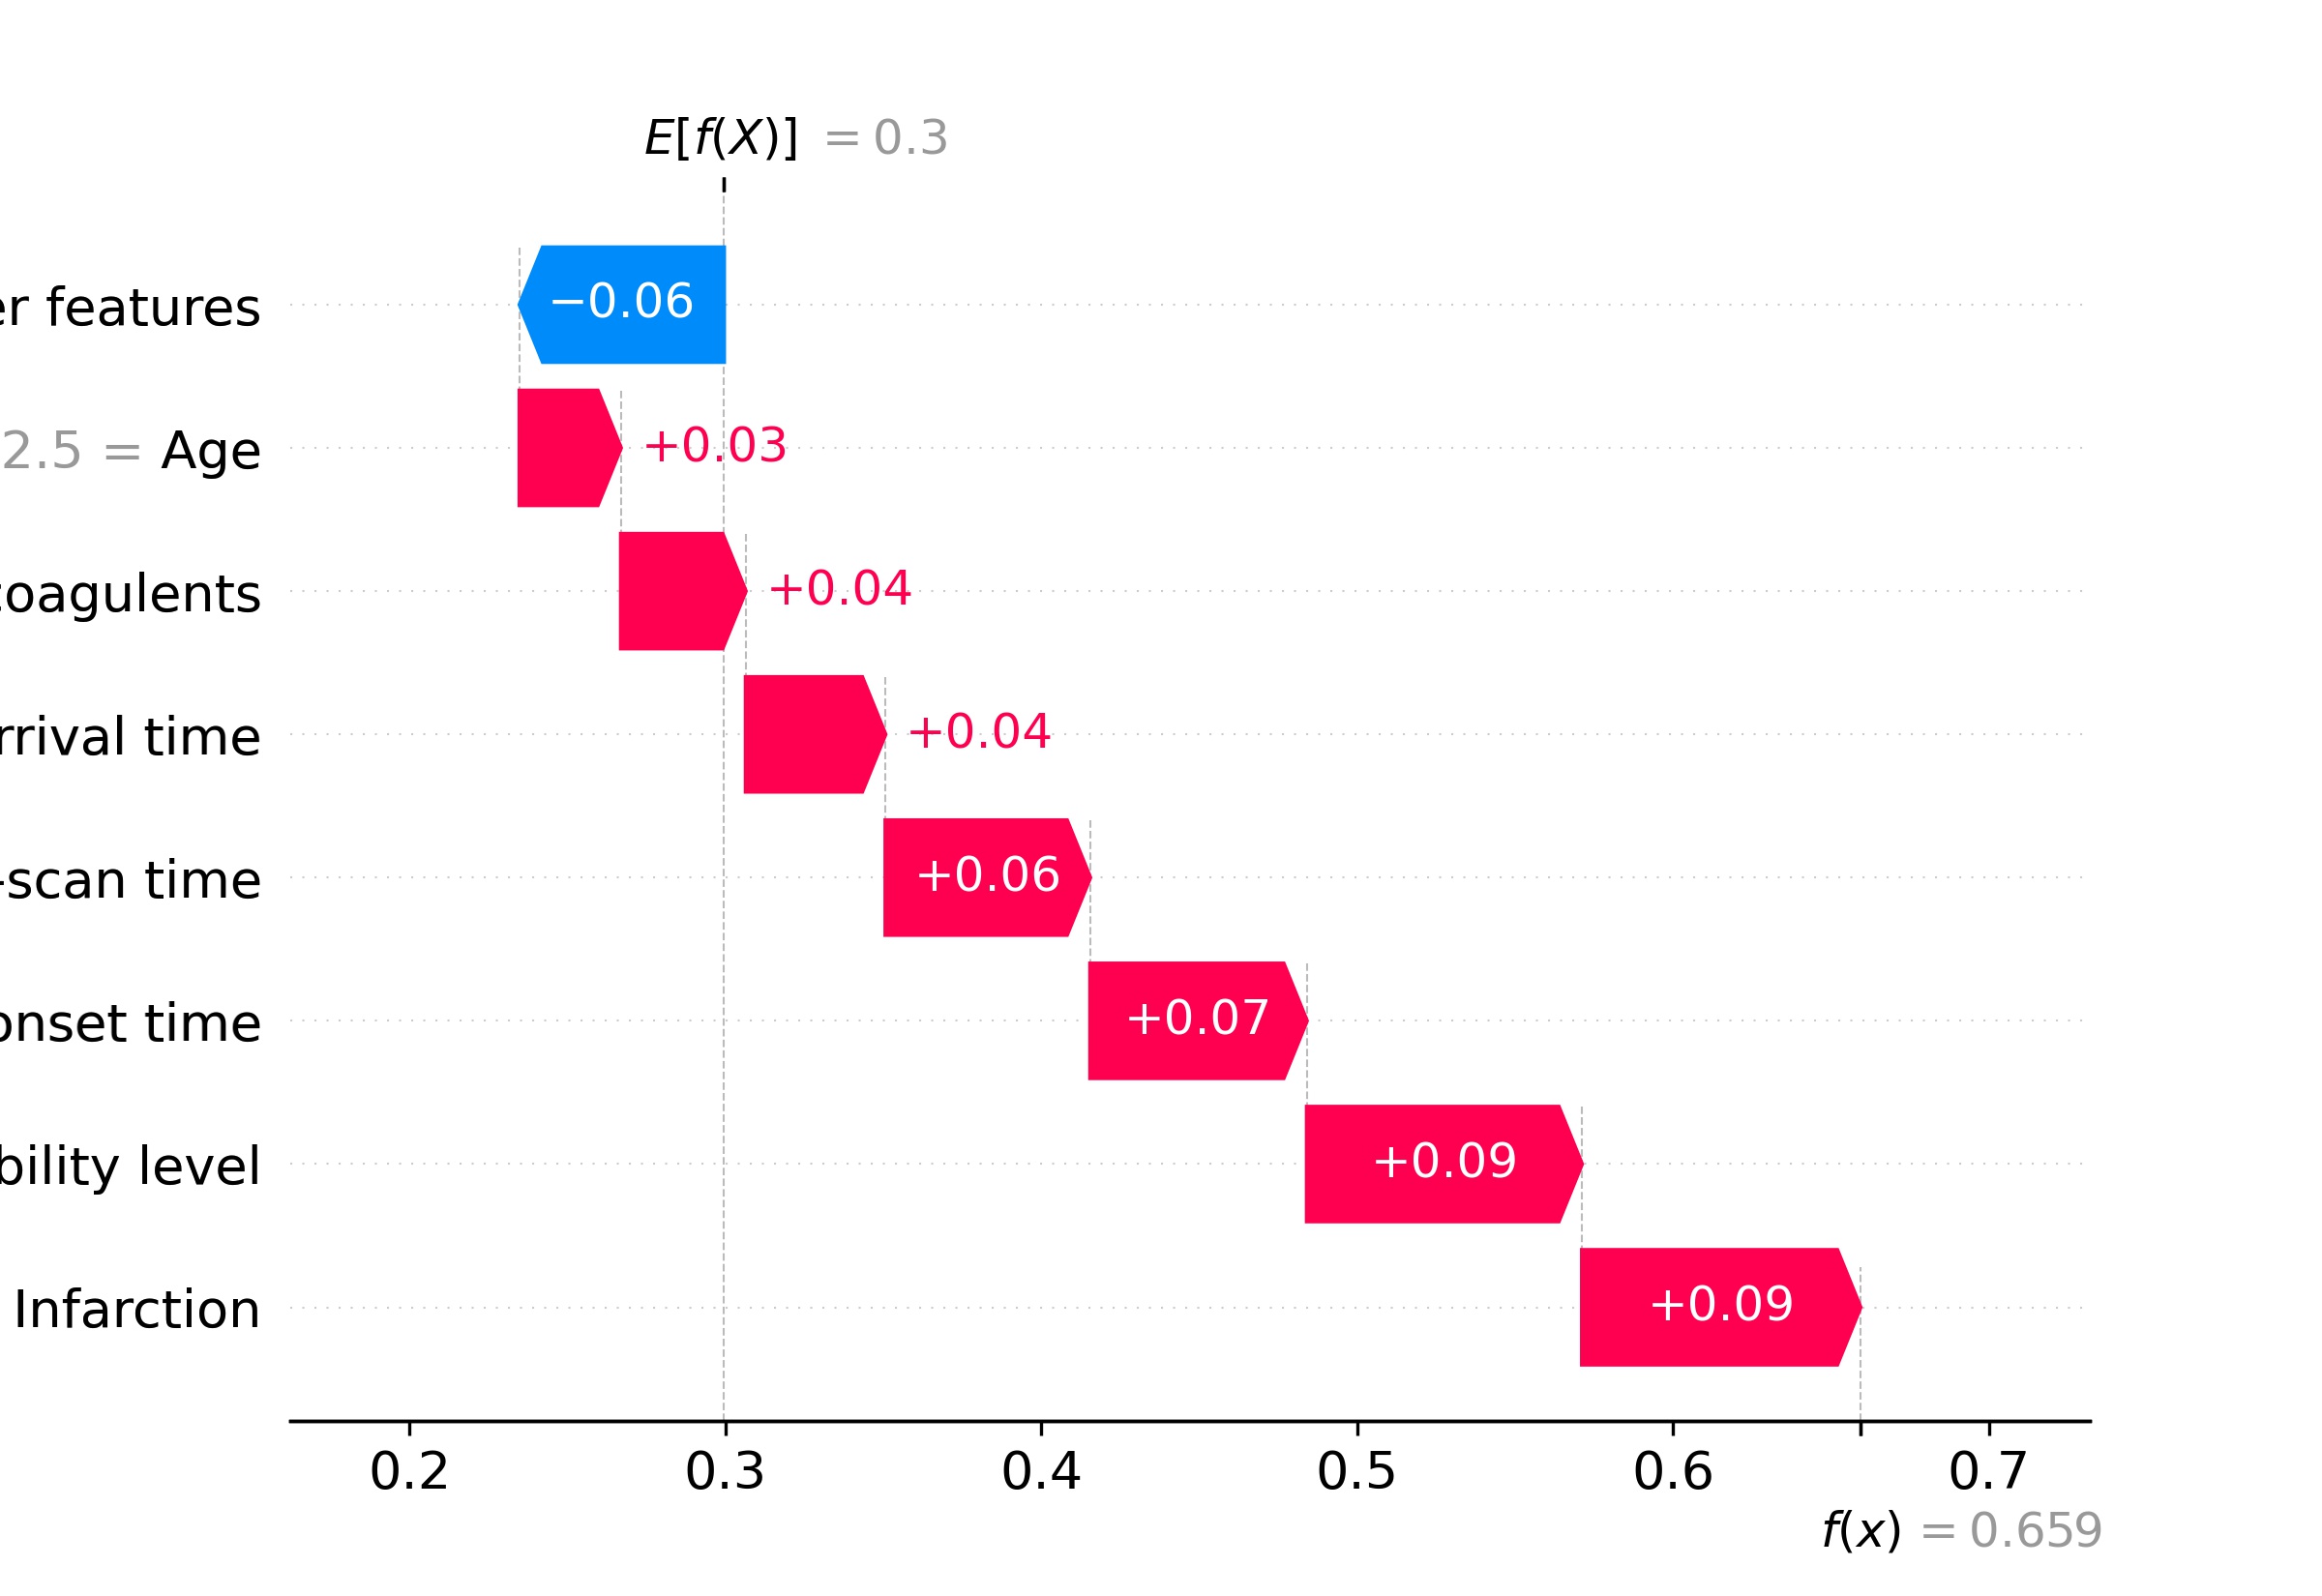 E[f(X)] = 0.3
er features −0.06
2.5 = Age +0.03
coagulents +0.04
rrival time +0.04
-scan time +0.06
onset time +0.07
bility level +0.09
Infarction +0.09
0.2 0.3 0.4 0.5 0.6 0.7
f(x) = 0.659